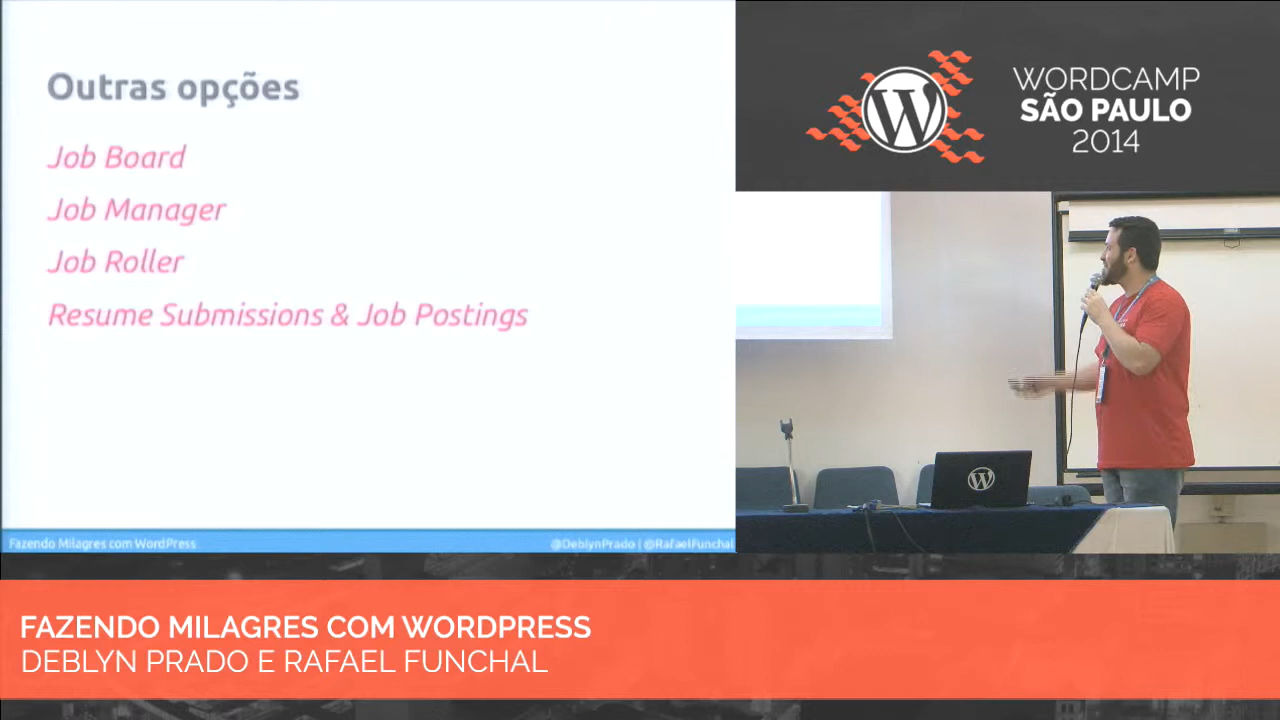 Outras opções
Job Board
Job Manager
Job Roller
Resume Submissions & Job Postings
Fazendo Milagres com WordPress
@DeblynPrado | @RafaelFunchal
WORDCAMP
SÃO PAULO
2014
FAZENDO MILAGRES COM WORDPRESS
DEBLYN PRADO E RAFAEL FUNCHAL